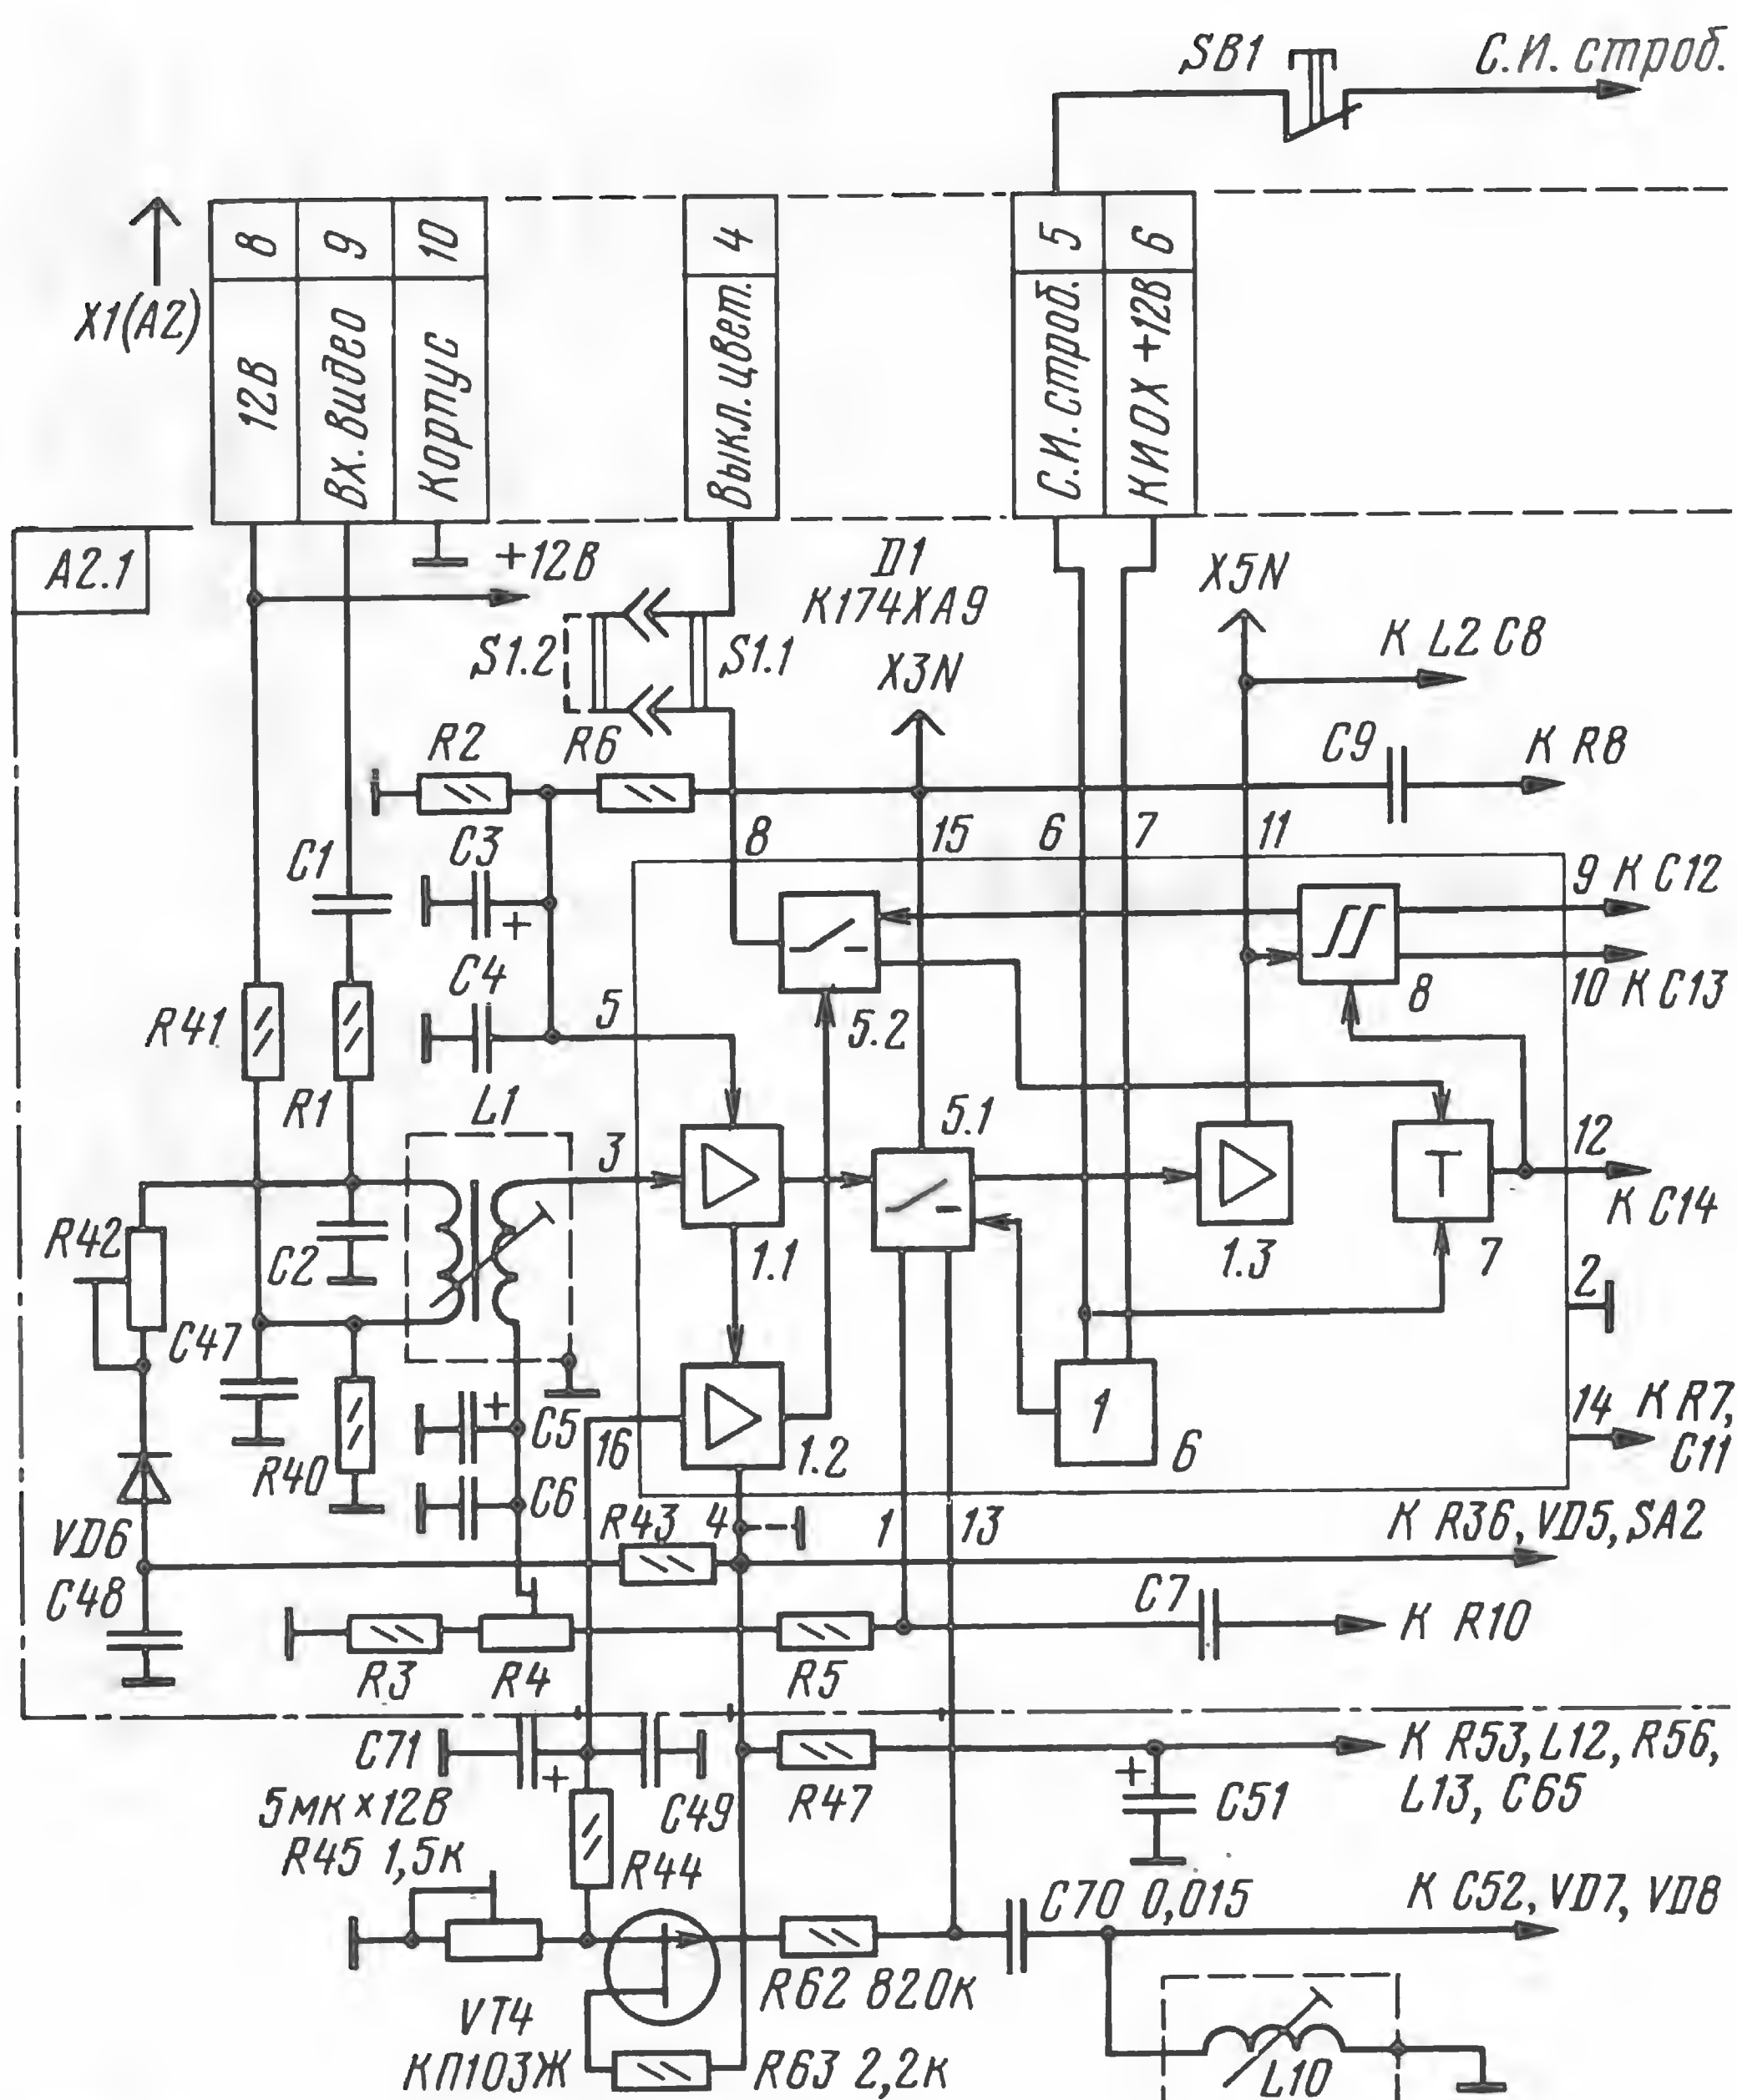 SB1
С.И. строб.
X1(A2)
8
9
10
4
5
6
12В
Вх. видео
Корпус
Выкл. цвет.
С.И. строб.
КИОХ +12В
A2.1
+12В
D1
К174ХА9
X5N
S1.2
S1.1
X3N
К L2 C8
R2
R6
C9
К R8
8
15
6
7
11
C1
C3
+
9 К C12
C4
5
5.2
8
10 К C13
R41
R1
L1
3
5.1
12
К C14
R42
C2
1.1
1.3
7
2
C47
+
C5
16
1.2
1
6
14 К R7,
C11
R40
C6
R43
4
1
13
К R36, VD5, SA2
VD6
C48
C7
К R10
R3
R4
R5
C71
+
5мк×12В
C49
R47
+
C51
К R53, L12, R56,
L13, C65
R45 1,5к
R44
C70 0,015
К C52, VD7, VD8
VT4
КП103Ж
R62 820к
R63 2,2к
L10
1
T